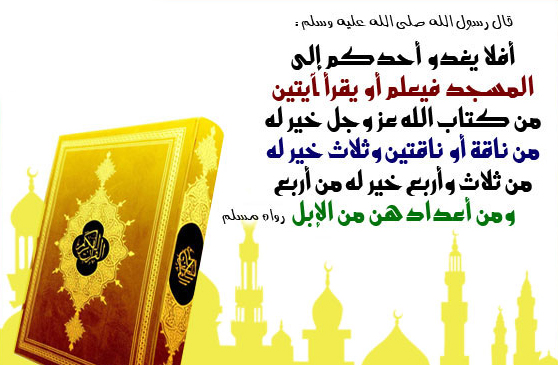 قال رسول الله صلى الله عليه وسلم :
أفلا يغدو أحدكم إلى
المسجد فيعلم أو يقرأ آيتين
من كتاب الله عز وجل خير له
من ناقة أو ناقتين وثلاث خير له
من ثلاث وأربع خير له من أربع
ومن أعدادهن من الإبل رواه مسلم
القرآن الكريم